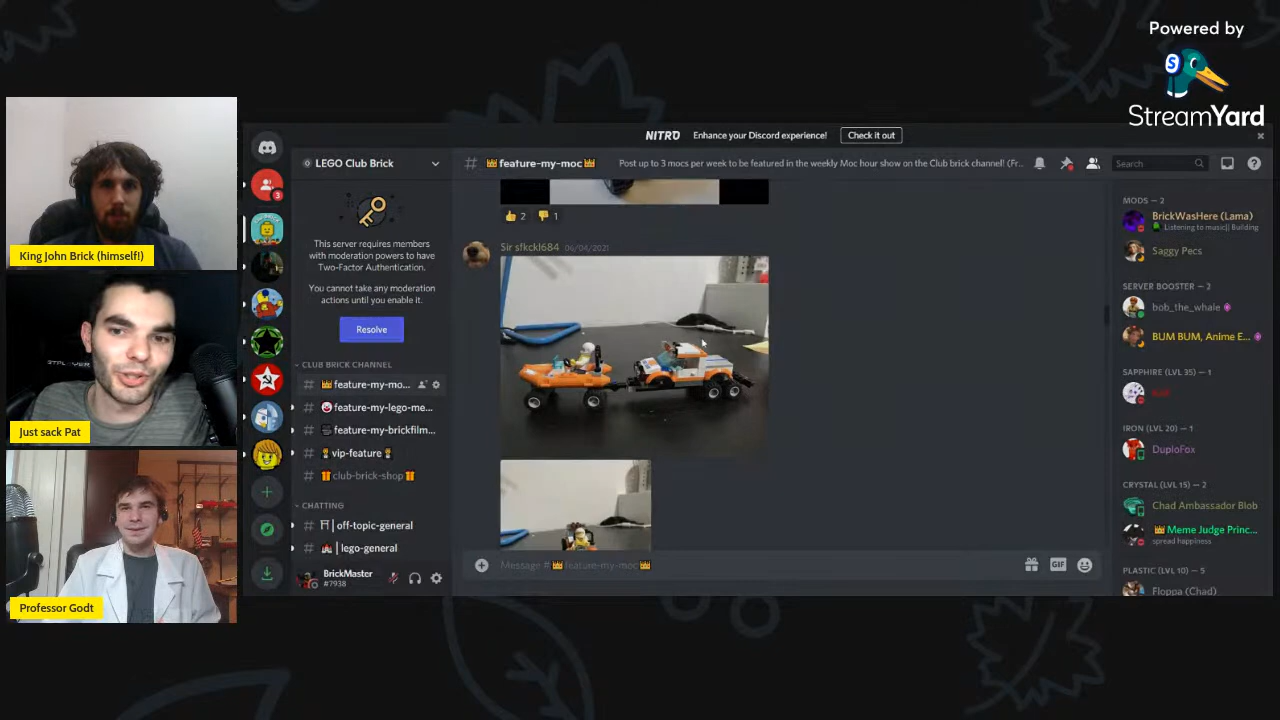 Powered by
StreamYard
King John Brick (himself!)
Just sack Pat
Professor Godt
NITRO Enhance your Discord experience! Check it out
LEGO Club Brick
This server requires members
with moderation powers to have
Two-Factor Authentication.
You cannot take any moderation
actions until you enable it.
Resolve
CLUB BRICK CHANNEL
# feature-my-mo...
# feature-my-lego-me...
# feature-my-brickfilm...
# vip-feature
# club-brick-shop
CHATTING
# | off-topic-general
# | lego-general
BrickMaster
#7938
3
# feature-my-moc
Post up to 3 mocs per week to be featured in the weekly Moc hour show on the Club brick channel! (Fr...
Search
2 1
Sir sfkckl684 06/04/2021
Message # feature-my-moc
GIF
MODS – 2
BrickWasHere (Lama)
Listening to music|| Building
Saggy Pecs
SERVER BOOSTER – 2
bob_the_whale
BUM BUM, Anime E...
SAPPHIRE (LVL 35) – 1
IRON (LVL 20) – 1
DuploFox
CRYSTAL (LVL 15) – 2
Chad Ambassador Blob
Meme Judge Princ...
spread happiness
PLASTIC (LVL 10) – 5
Floppa (Chad)